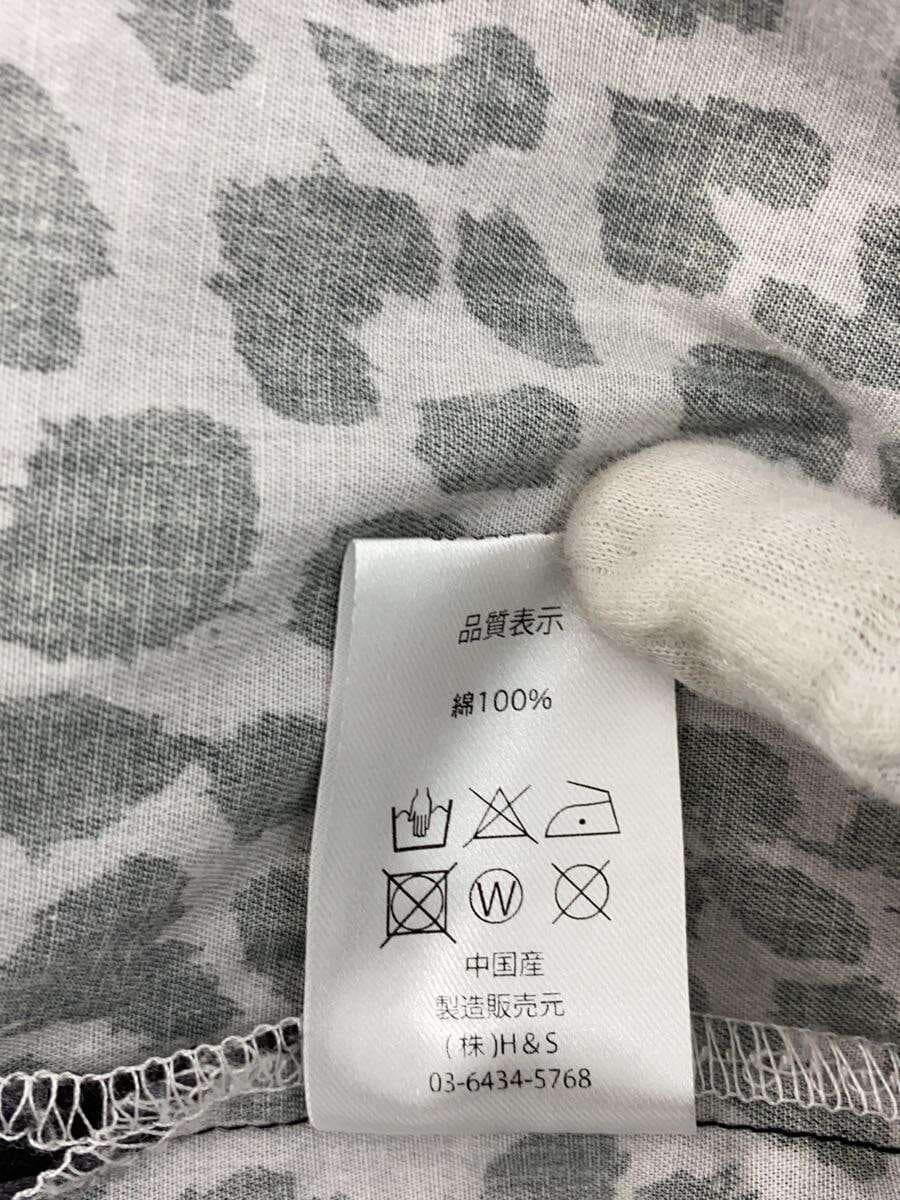 品質表示
綿100%
W
中国産
製造販売元
(株)H&S
03-6434-5768